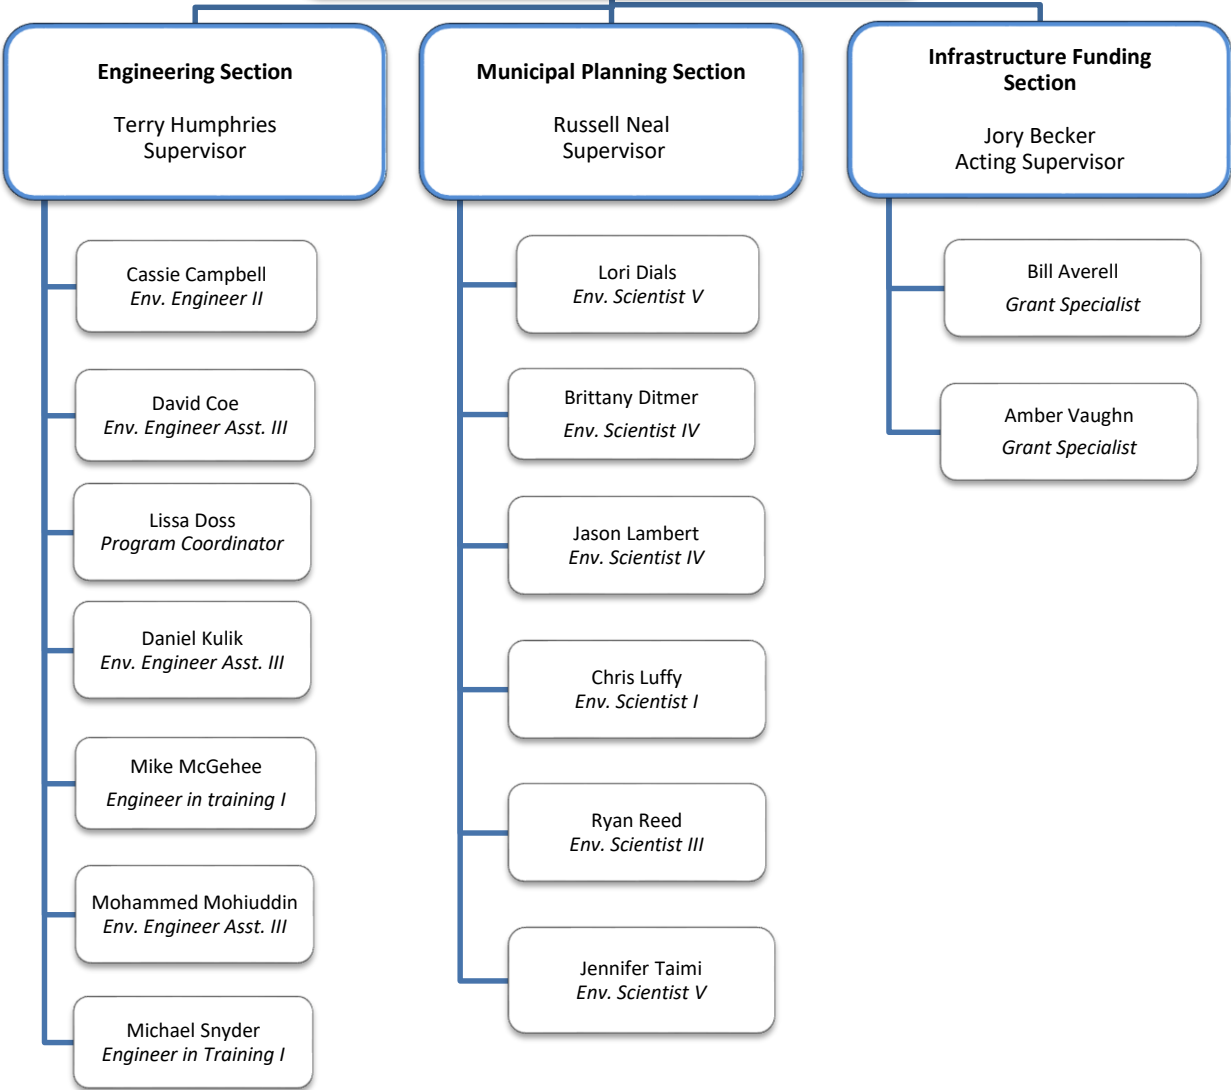 Engineering Section
Terry Humphries
Supervisor
Cassie Campbell
Env. Engineer II
David Coe
Env. Engineer Asst. III
Lissa Doss
Program Coordinator
Daniel Kulik
Env. Engineer Asst. III
Mike McGehee
Engineer in training I
Mohammed Mohiuddin
Env. Engineer Asst. III
Michael Snyder
Engineer in Training I
Municipal Planning Section
Russell Neal
Supervisor
Lori Dials
Env. Scientist V
Brittany Ditmer
Env. Scientist IV
Jason Lambert
Env. Scientist IV
Chris Luffy
Env. Scientist I
Ryan Reed
Env. Scientist III
Jennifer Taimi
Env. Scientist V
Infrastructure Funding
Section
Jory Becker
Acting Supervisor
Bill Averell
Grant Specialist
Amber Vaughn
Grant Specialist